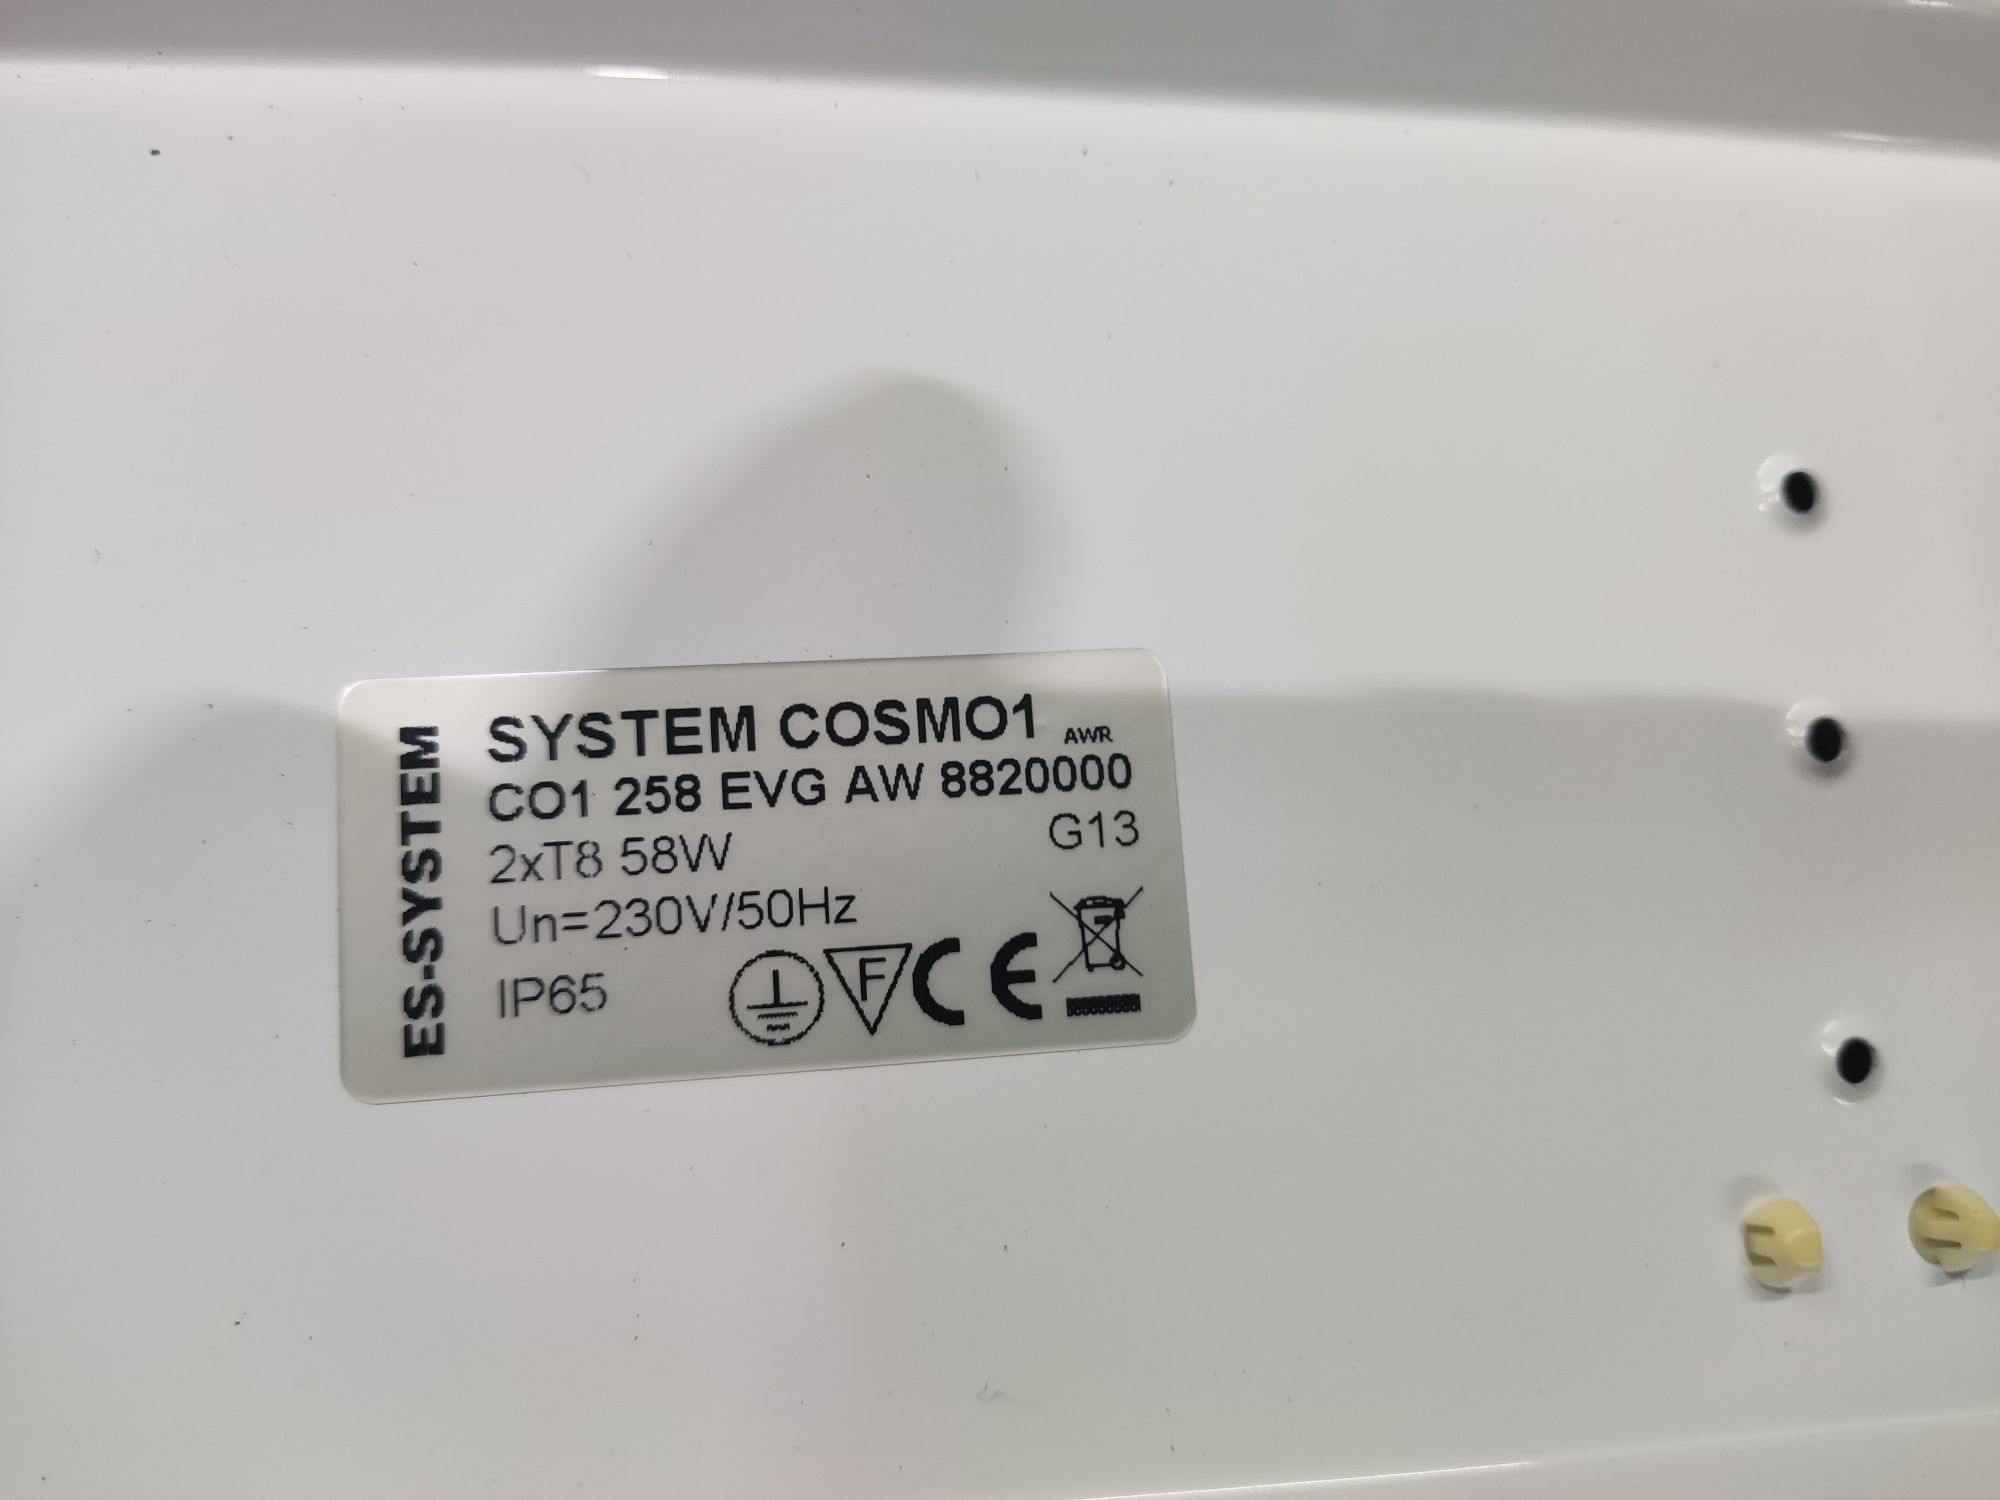 ES-SYSTEM
SYSTEM COSMO1 AWR
CO1 258 EVG AW 8820000
2xT8 58W G13
Un=230V/50Hz
IP65 F CE